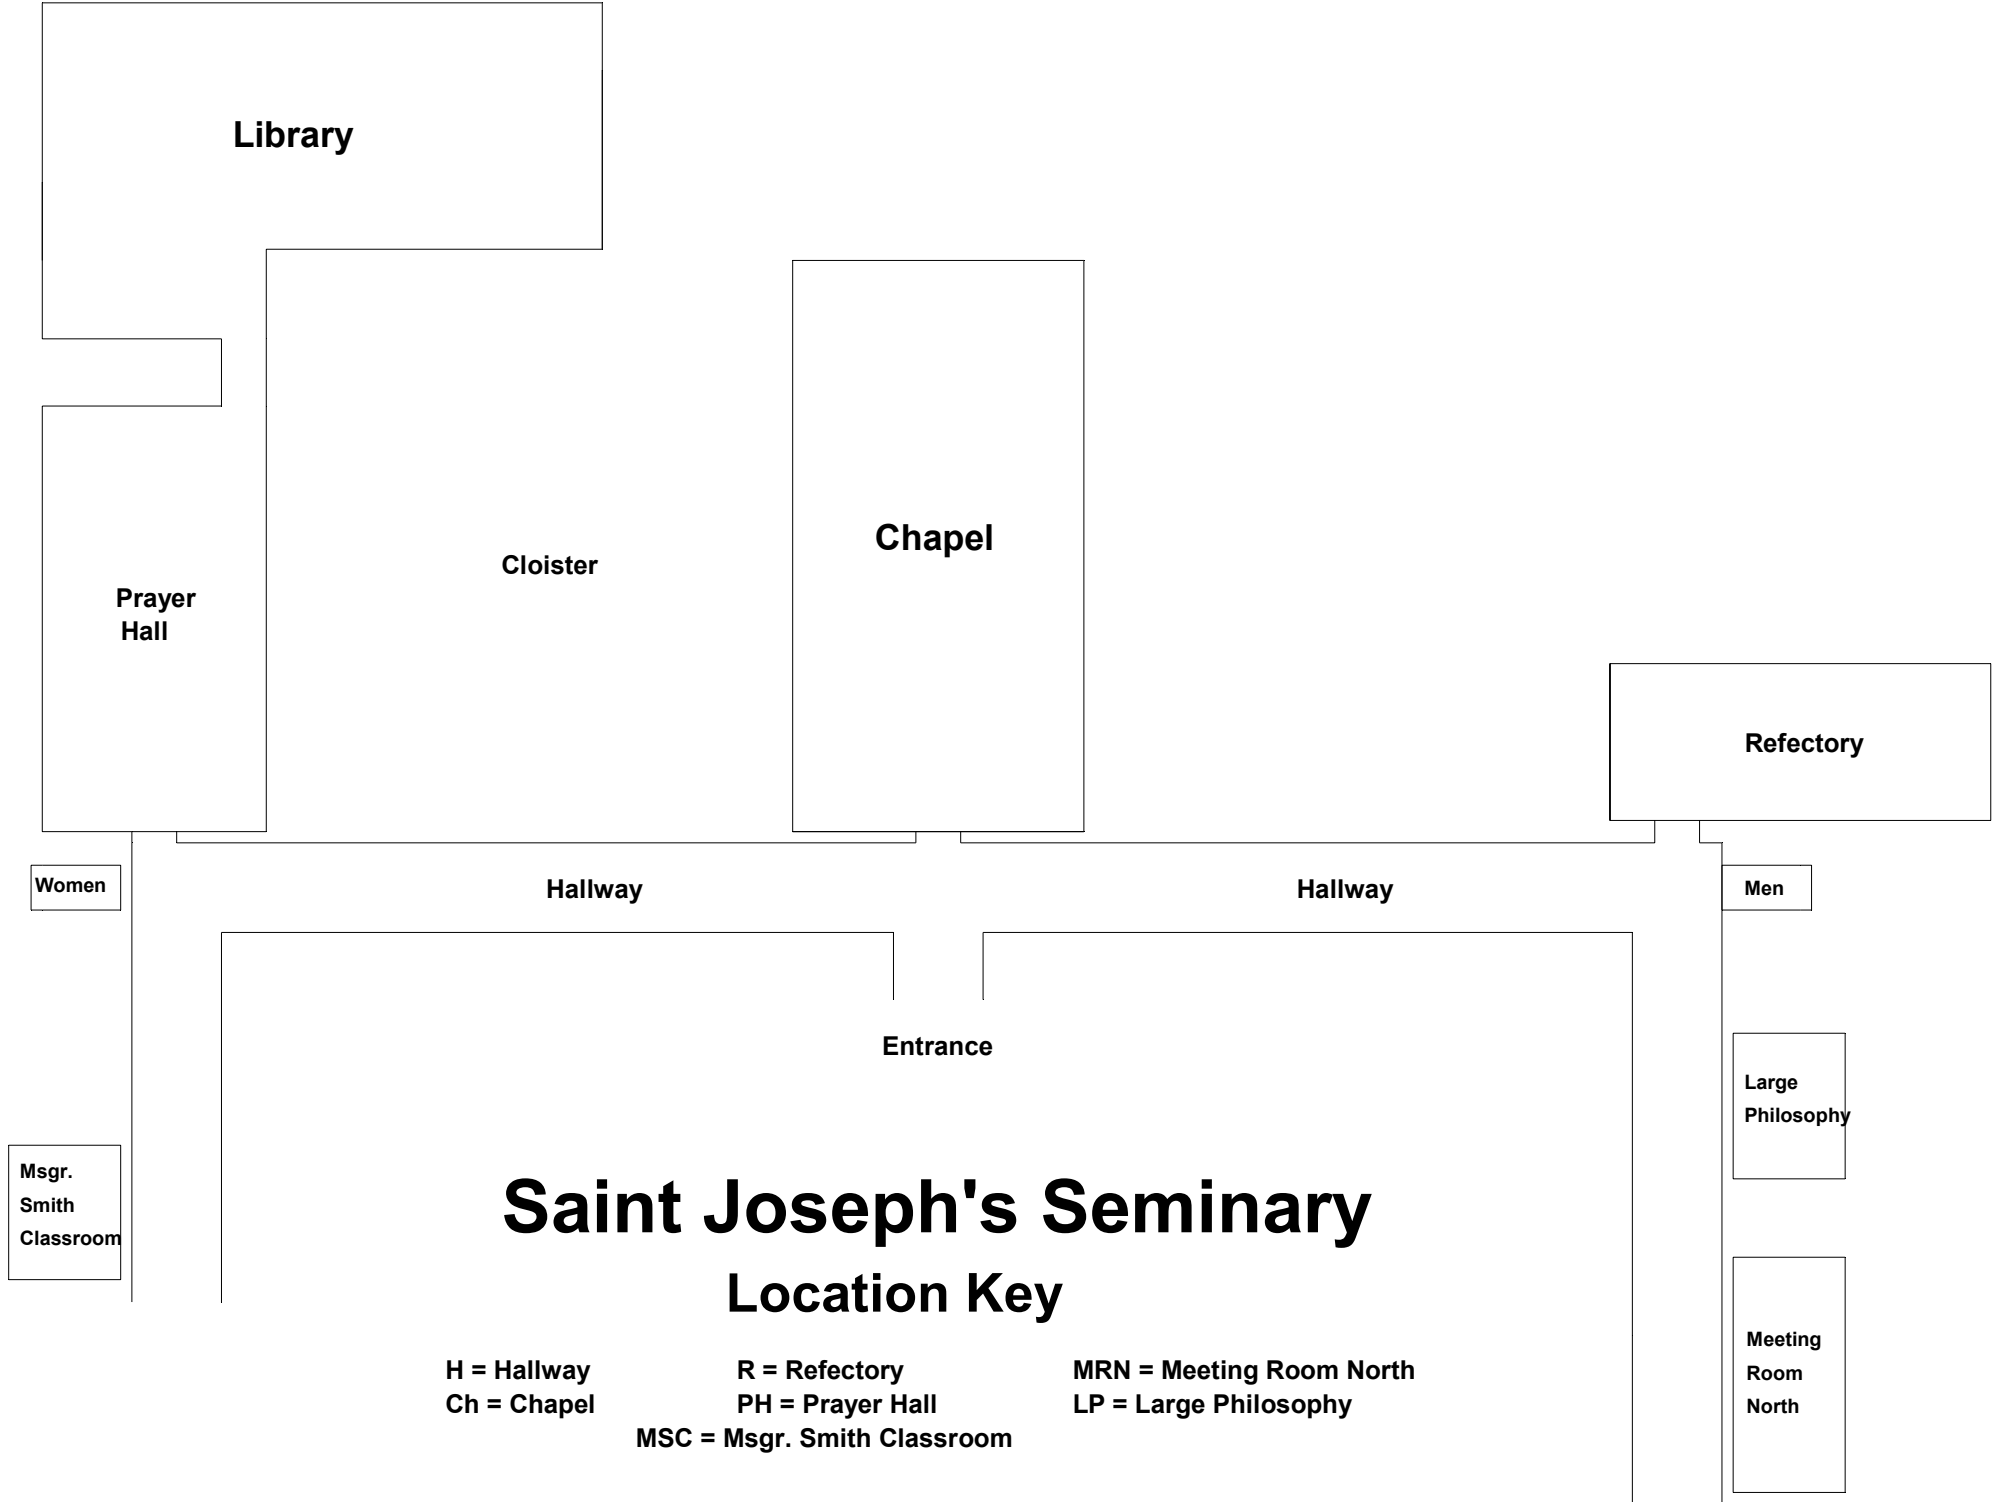 Library
Chapel
Cloister
Prayer
Hall
Refectory
Women
Hallway
Hallway
Men
Entrance
Large
Philosophy
Msgr.
Smith
Classroom
Saint Joseph's Seminary
Location Key
Meeting
Room
North
H = Hallway
R = Refectory
MRN = Meeting Room North
Ch = Chapel
PH = Prayer Hall
LP = Large Philosophy
MSC = Msgr. Smith Classroom